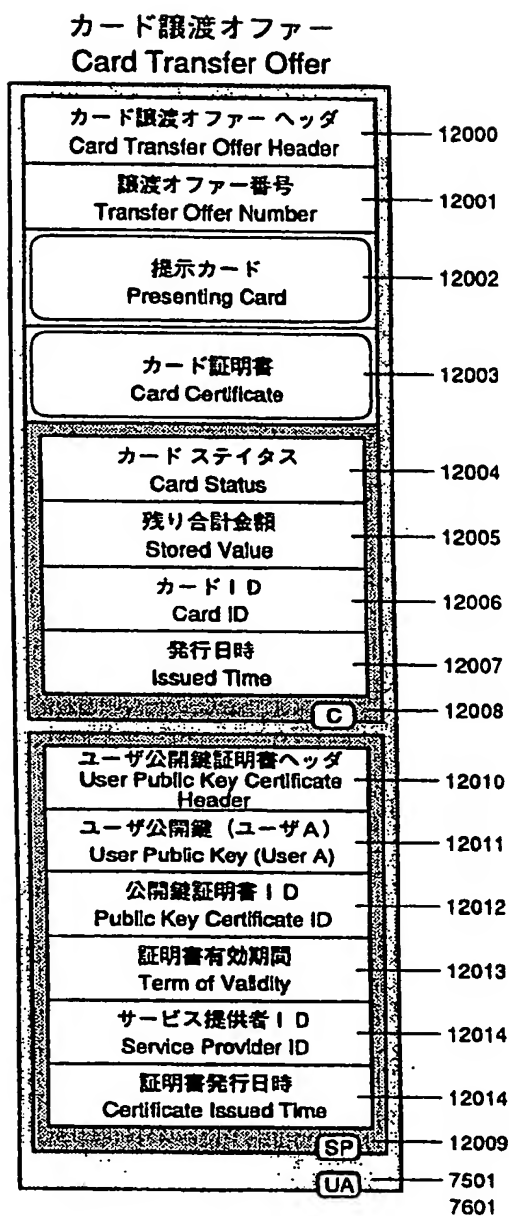 カード譲渡オファー
Card Transfer Offer
カード譲渡オファー ヘッダ
Card Transfer Offer Header
12000
譲渡オファー番号
Transfer Offer Number
12001
提示カード
Presenting Card
12002
カード証明書
Card Certificate
12003
カード ステイタス
Card Status
12004
残り合計金額
Stored Value
12005
カードID
Card ID
12006
発行日時
Issued Time
12007
C
12008
ユーザ公開鍵証明書ヘッダ
User Public Key Certificate
Header
12010
ユーザ公開鍵(ユーザA)
User Public Key (User A)
12011
公開鍵証明書ID
Public Key Certificate ID
12012
証明書有効期間
Term of Validity
12013
サービス提供者ID
Service Provider ID
12014
証明書発行日時
Certificate Issued Time
12014
SP
12009
UA
7501
7601